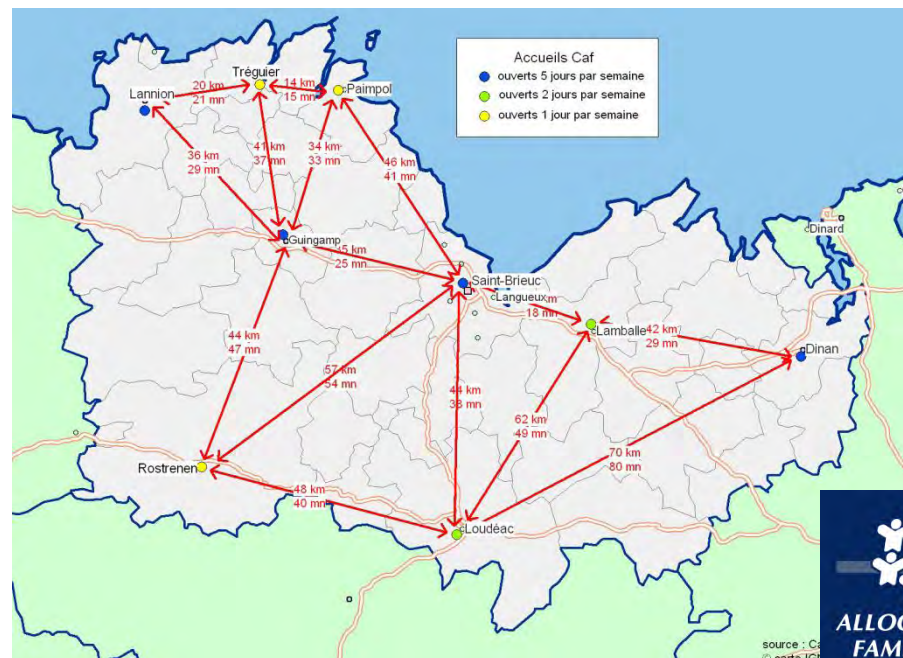 Accueils Caf
ouverts 5 jours par semaine
ouverts 2 jours par semaine
ouverts 1 jour par semaine
Tréguier
Lannion
20 km
21 mn
14 km
15 mn
Paimpol
36 km
29 mn
41 km
37 mn
34 km
33 mn
46 km
41 mn
Dinard
Guingamp
25 mn
Saint-Brieuc
Langueux
18 mn
Lamballe
42 km
29 mn
Dinan
44 km
47 mn
57 km
54 mn
44 km
62 km
49 mn
70 km
80 mn
Rostrenen
48 km
40 mn
Loudéac
source :